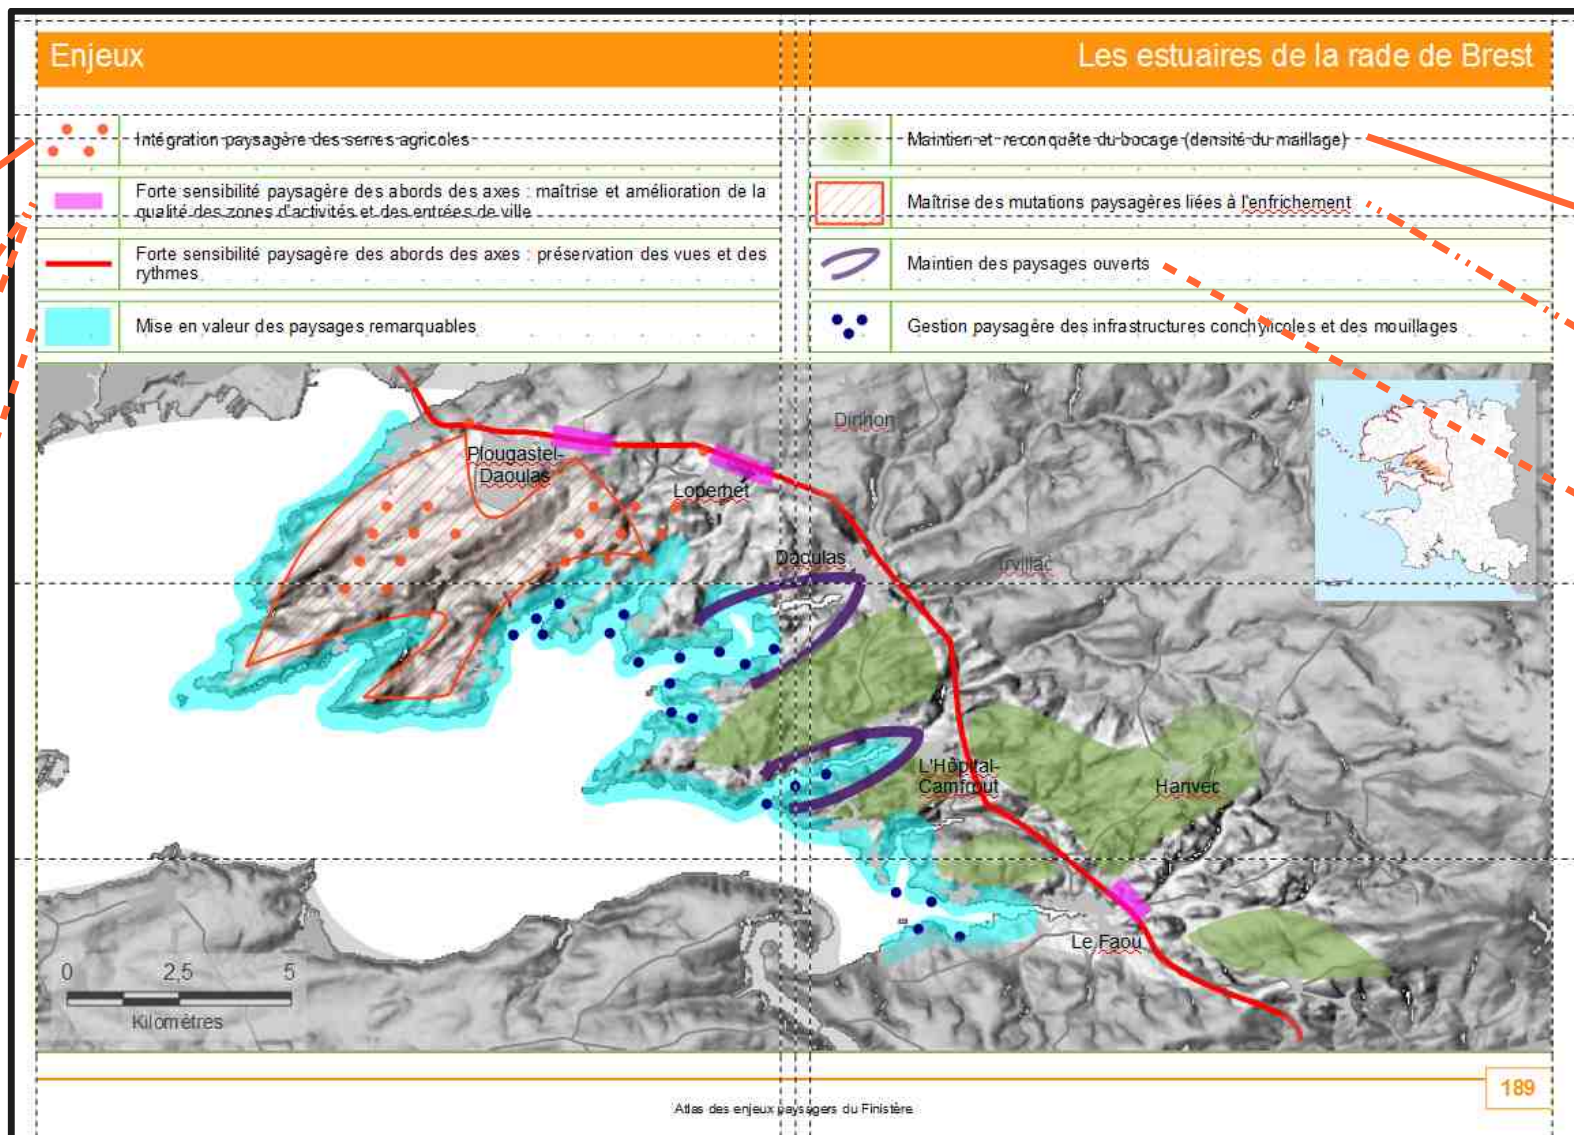 Enjeux
Les estuaires de la rade de Brest
Intégration paysagère des serres agricoles
Forte sensibilité paysagère des abords des axes : maîtrise et amélioration de la
qualité des zones d'activités et des entrées de ville
Forte sensibilité paysagère des abords des axes : préservation des vues et des
rythmes
Mise en valeur des paysages remarquables
Maintien et reconquête du bocage (densité du maillage)
Maîtrise des mutations paysagères liées à l'enfrichement
Maintien des paysages ouverts
Gestion paysagère des infrastructures conchylicoles et des mouillages
Dirinon
Plougastel-
Daoulas
Loperhet
Daoulas
Irvillac
L'Hôpital-
Camfrout
Hanvec
Le Faou
0 2,5 5
Kilomètres
189
Atlas des enjeux paysagers du Finistère